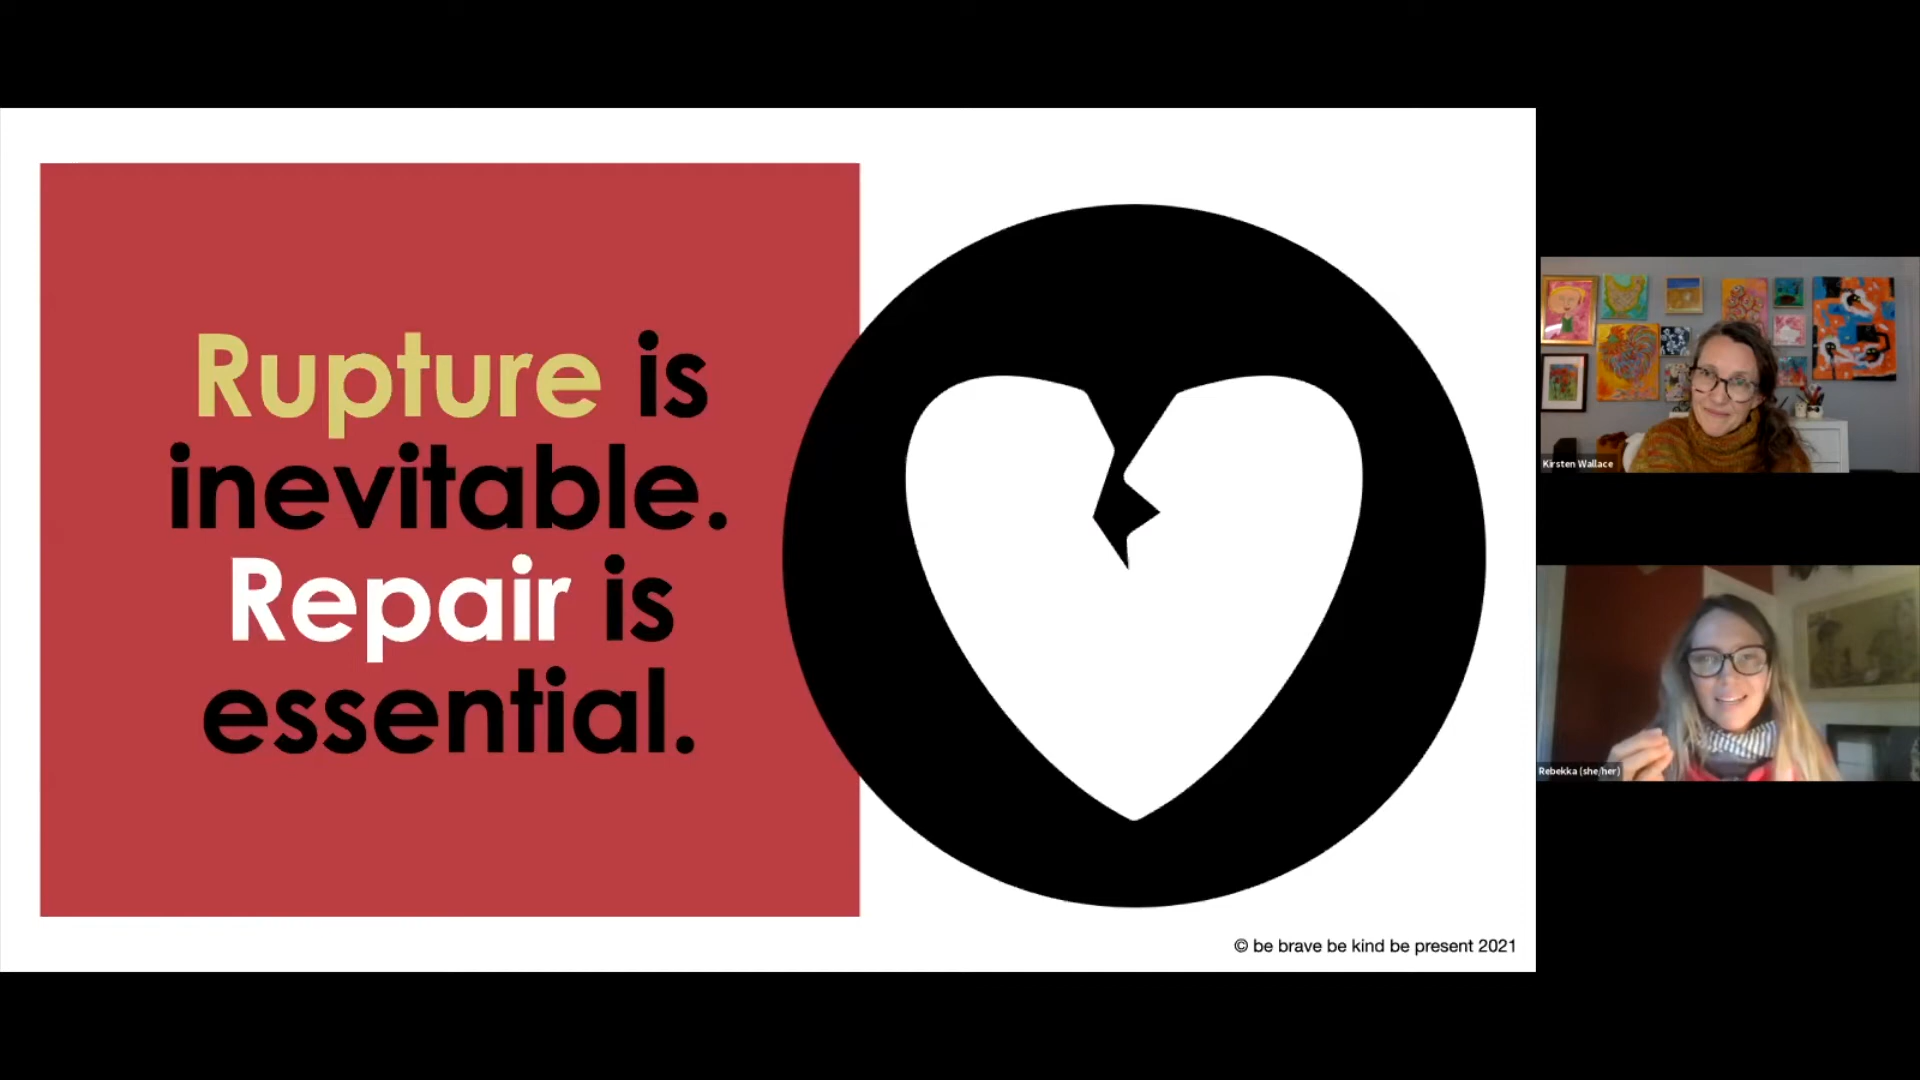 Rupture is
inevitable.
Repair is
essential.
© be brave be kind be present 2021
Kirsten Wallace
Rebekka (she/her)